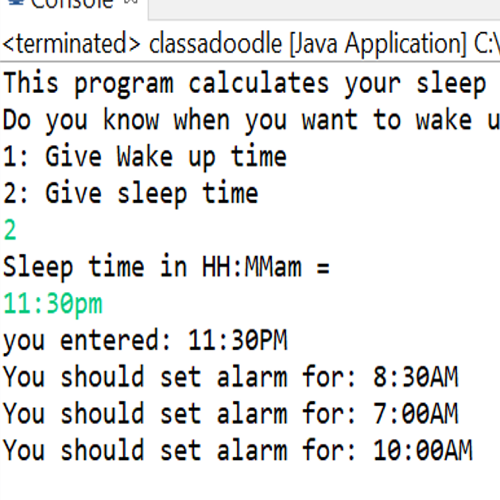 Console
<terminated> classadoodle [Java Application] C:\
This program calculates your sleep
Do you know when you want to wake u
1: Give Wake up time
2: Give sleep time
2
Sleep time in HH:MMam =
11:30pm
you entered: 11:30PM
You should set alarm for: 8:30AM
You should set alarm for: 7:00AM
You should set alarm for: 10:00AM